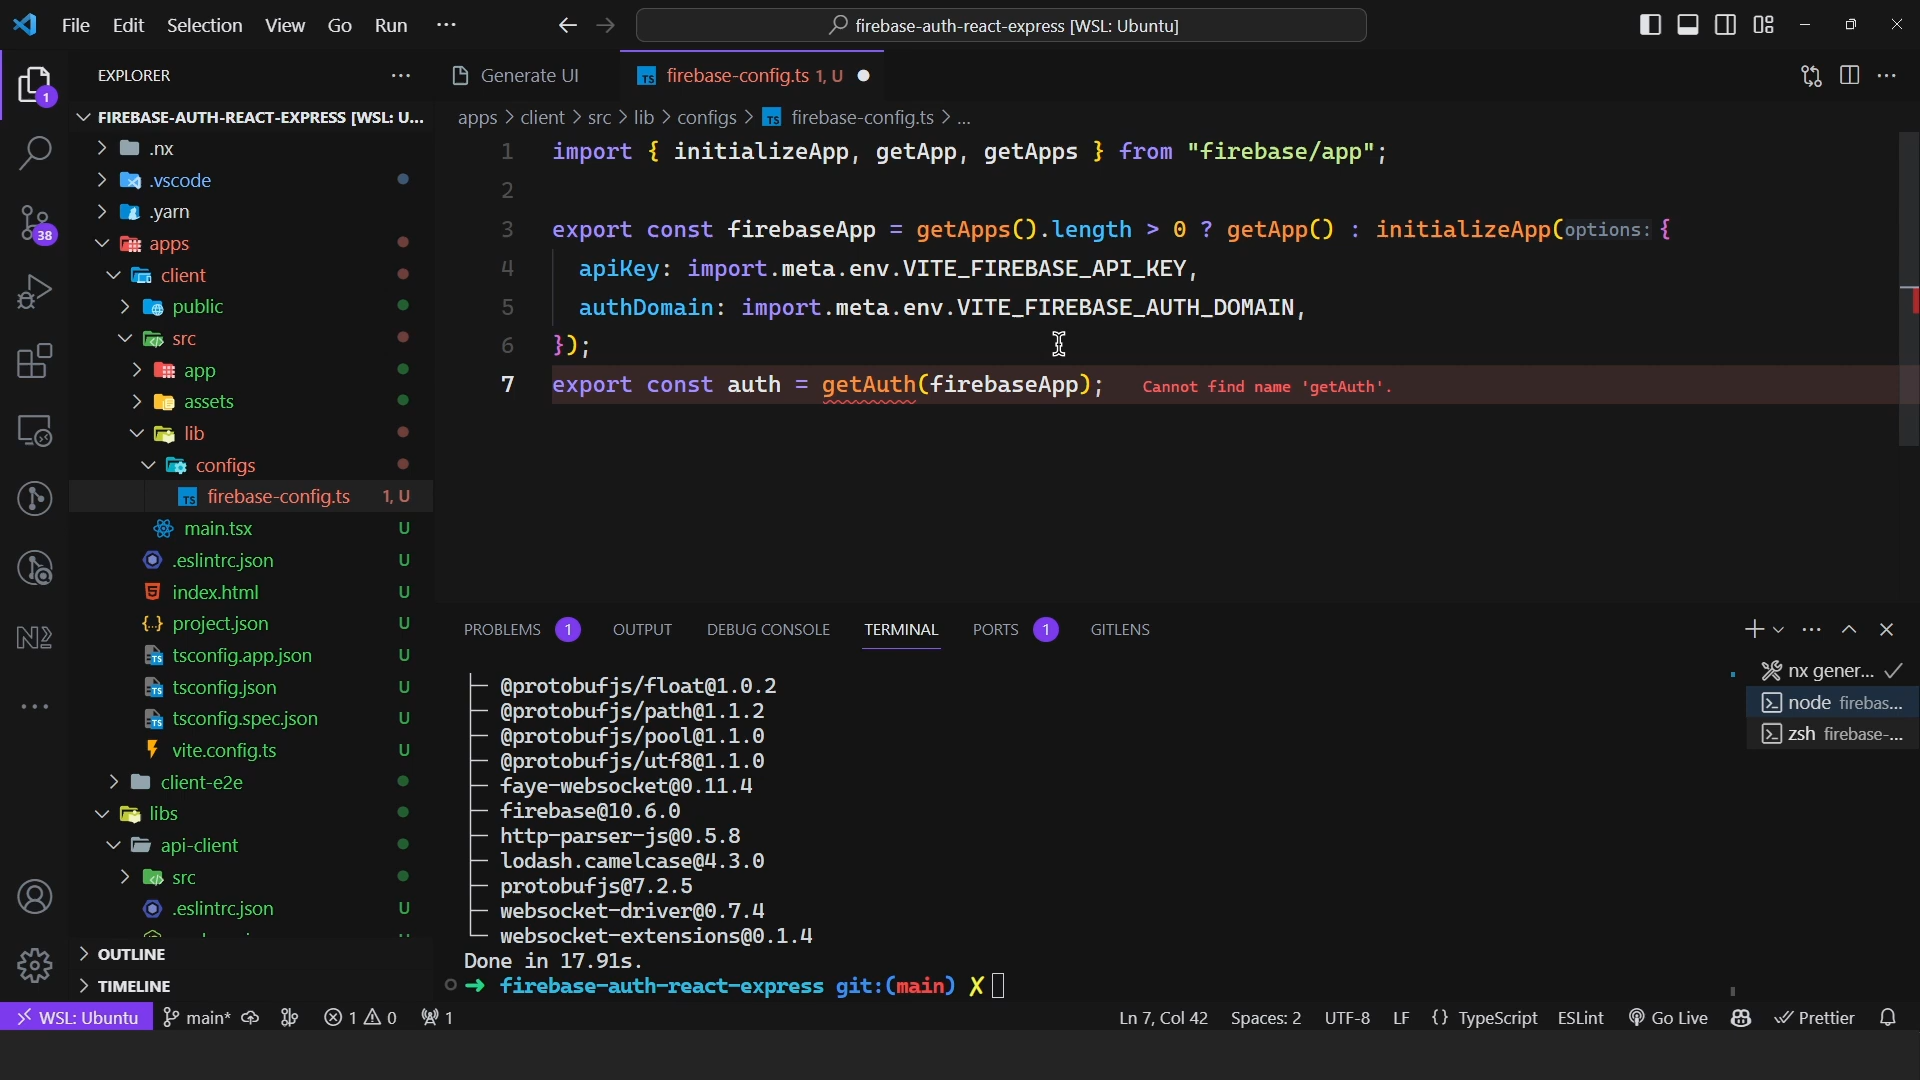 File Edit Selection View Go Run ···
firebase-auth-react-express [WSL: Ubuntu]
EXPLORER
Generate UI
TS firebase-config.ts 1, U
FIREBASE-AUTH-REACT-EXPRESS [WSL: U...
apps > client > src > lib > configs > TS firebase-config.ts > ...
.nx
.vscode
.yarn
apps
client
public
src
app
assets
lib
configs
TS firebase-config.ts 1, U
main.tsx U
.eslintrc.json U
index.html U
project.json U
tsconfig.app.json U
tsconfig.json U
tsconfig.spec.json U
vite.config.ts U
client-e2e
libs
api-client
src
.eslintrc.json U
OUTLINE
TIMELINE
1
38
1 import { initializeApp, getApp, getApps } from "firebase/app";
2
3 export const firebaseApp = getApps().length > 0 ? getApp() : initializeApp(options: {
4 apiKey: import.meta.env.VITE_FIREBASE_API_KEY,
5 authDomain: import.meta.env.VITE_FIREBASE_AUTH_DOMAIN,
6 });
7 export const auth = getAuth(firebaseApp); Cannot find name 'getAuth'.
PROBLEMS 1 OUTPUT DEBUG CONSOLE TERMINAL PORTS 1 GITLENS
├─ @protobufjs/float@1.0.2
├─ @protobufjs/path@1.1.2
├─ @protobufjs/pool@1.1.0
├─ @protobufjs/utf8@1.1.0
├─ faye-websocket@0.11.4
├─ firebase@10.6.0
├─ http-parser-js@0.5.8
├─ lodash.camelcase@4.3.0
├─ protobufjs@7.2.5
├─ websocket-driver@0.7.4
└─ websocket-extensions@0.1.4
Done in 17.91s.
➜ firebase-auth-react-express git:(main) ✗
nx gener...
node firebas...
zsh firebase-...
WSL: Ubuntu main* 1 0 1
Ln 7, Col 42 Spaces: 2 UTF-8 LF {} TypeScript ESLint Go Live Prettier